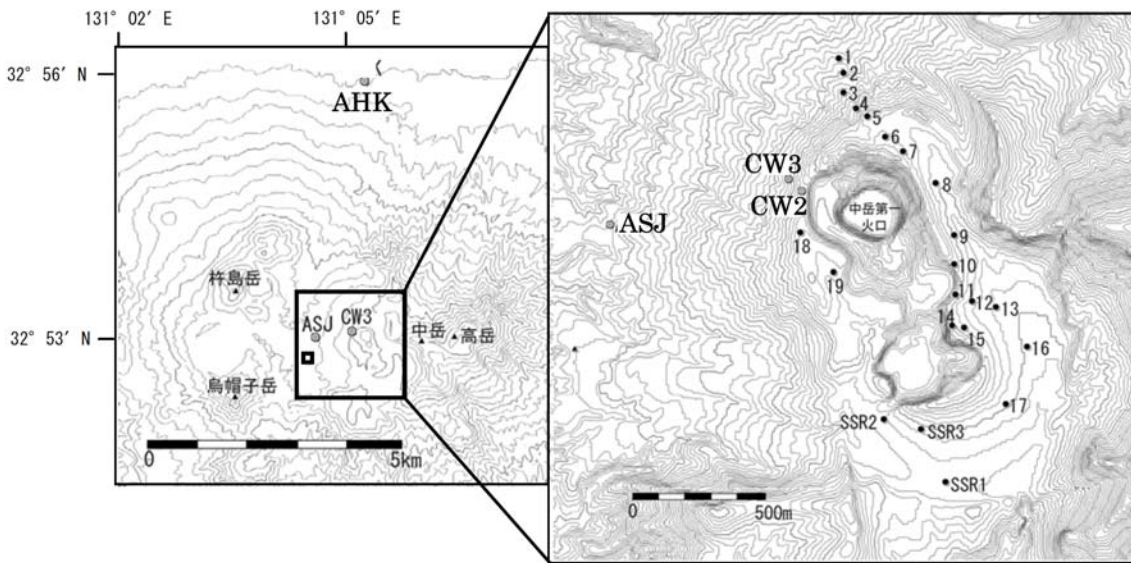 131° 02′ E
131° 05′ E
32° 56′ N
32° 53′ N
AHK
杵島岳
ASJ
CW3
中岳
高岳
烏帽子岳
0
5km
1
2
3
4
5
6
7
CW3
8
CW2
中岳第一
火口
ASJ
18
9
10
19
11
12
13
14
15
16
17
SSR2
SSR3
SSR1
0
500m